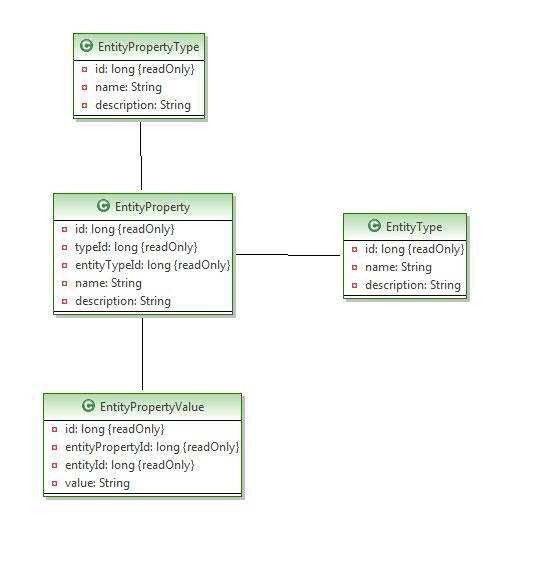 EntityPropertyType
id: long {readOnly}
name: String
description: String
EntityProperty
id: long {readOnly}
typeId: long {readOnly}
entityTypeId: long {readOnly}
name: String
description: String
EntityType
id: long {readOnly}
name: String
description: String
EntityPropertyValue
id: long {readOnly}
entityPropertyId: long {readOnly}
entityId: long {readOnly}
value: String